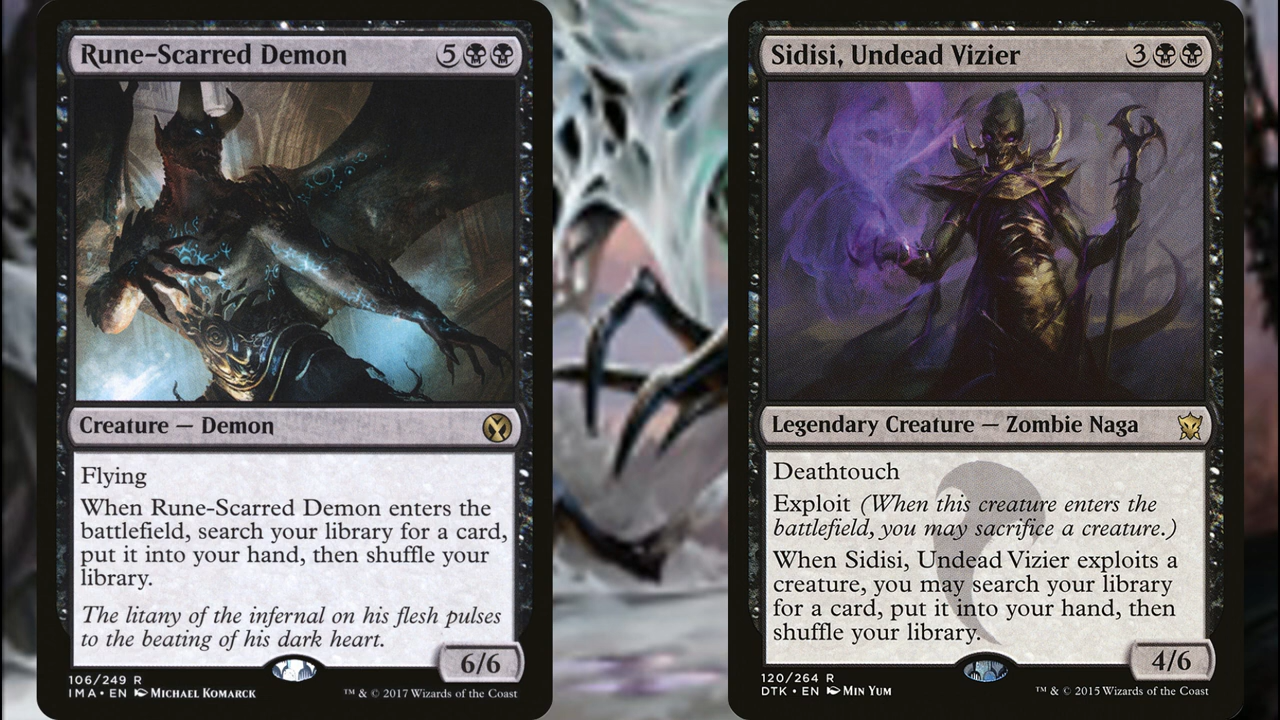 Rune-Scarred Demon 5
Creature — Demon
Flying
When Rune-Scarred Demon enters the
battlefield, search your library for a card,
put it into your hand, then shuffle your
library.
The litany of the infernal on his flesh pulses
to the beating of his dark heart.
6/6
106/249 R
IMA • EN Michael Komarck
™ & © 2017 Wizards of the Coast
Sidisi, Undead Vizier 3
Legendary Creature — Zombie Naga
Deathtouch
Exploit (When this creature enters the
battlefield, you may sacrifice a creature.)
When Sidisi, Undead Vizier exploits a
creature, you may search your library
for a card, put it into your hand, then
shuffle your library.
4/6
120/264 R
DTK • EN Min Yum
™ & © 2015 Wizards of the Coast